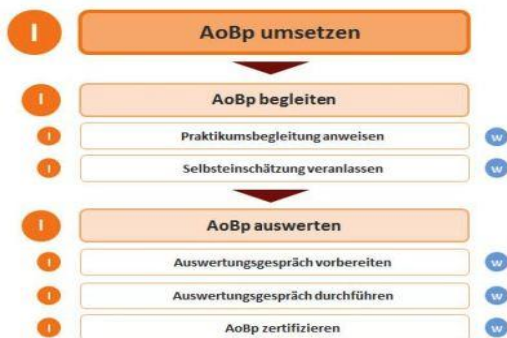 I AoBp umsetzen
I AoBp begleiten
I Praktikumsbegleitung anweisen w
I Selbsteinschätzung veranlassen w
I AoBp auswerten
I Auswertungsgespräch vorbereiten w
I Auswertungsgespräch durchführen w
I AoBp zertifizieren w